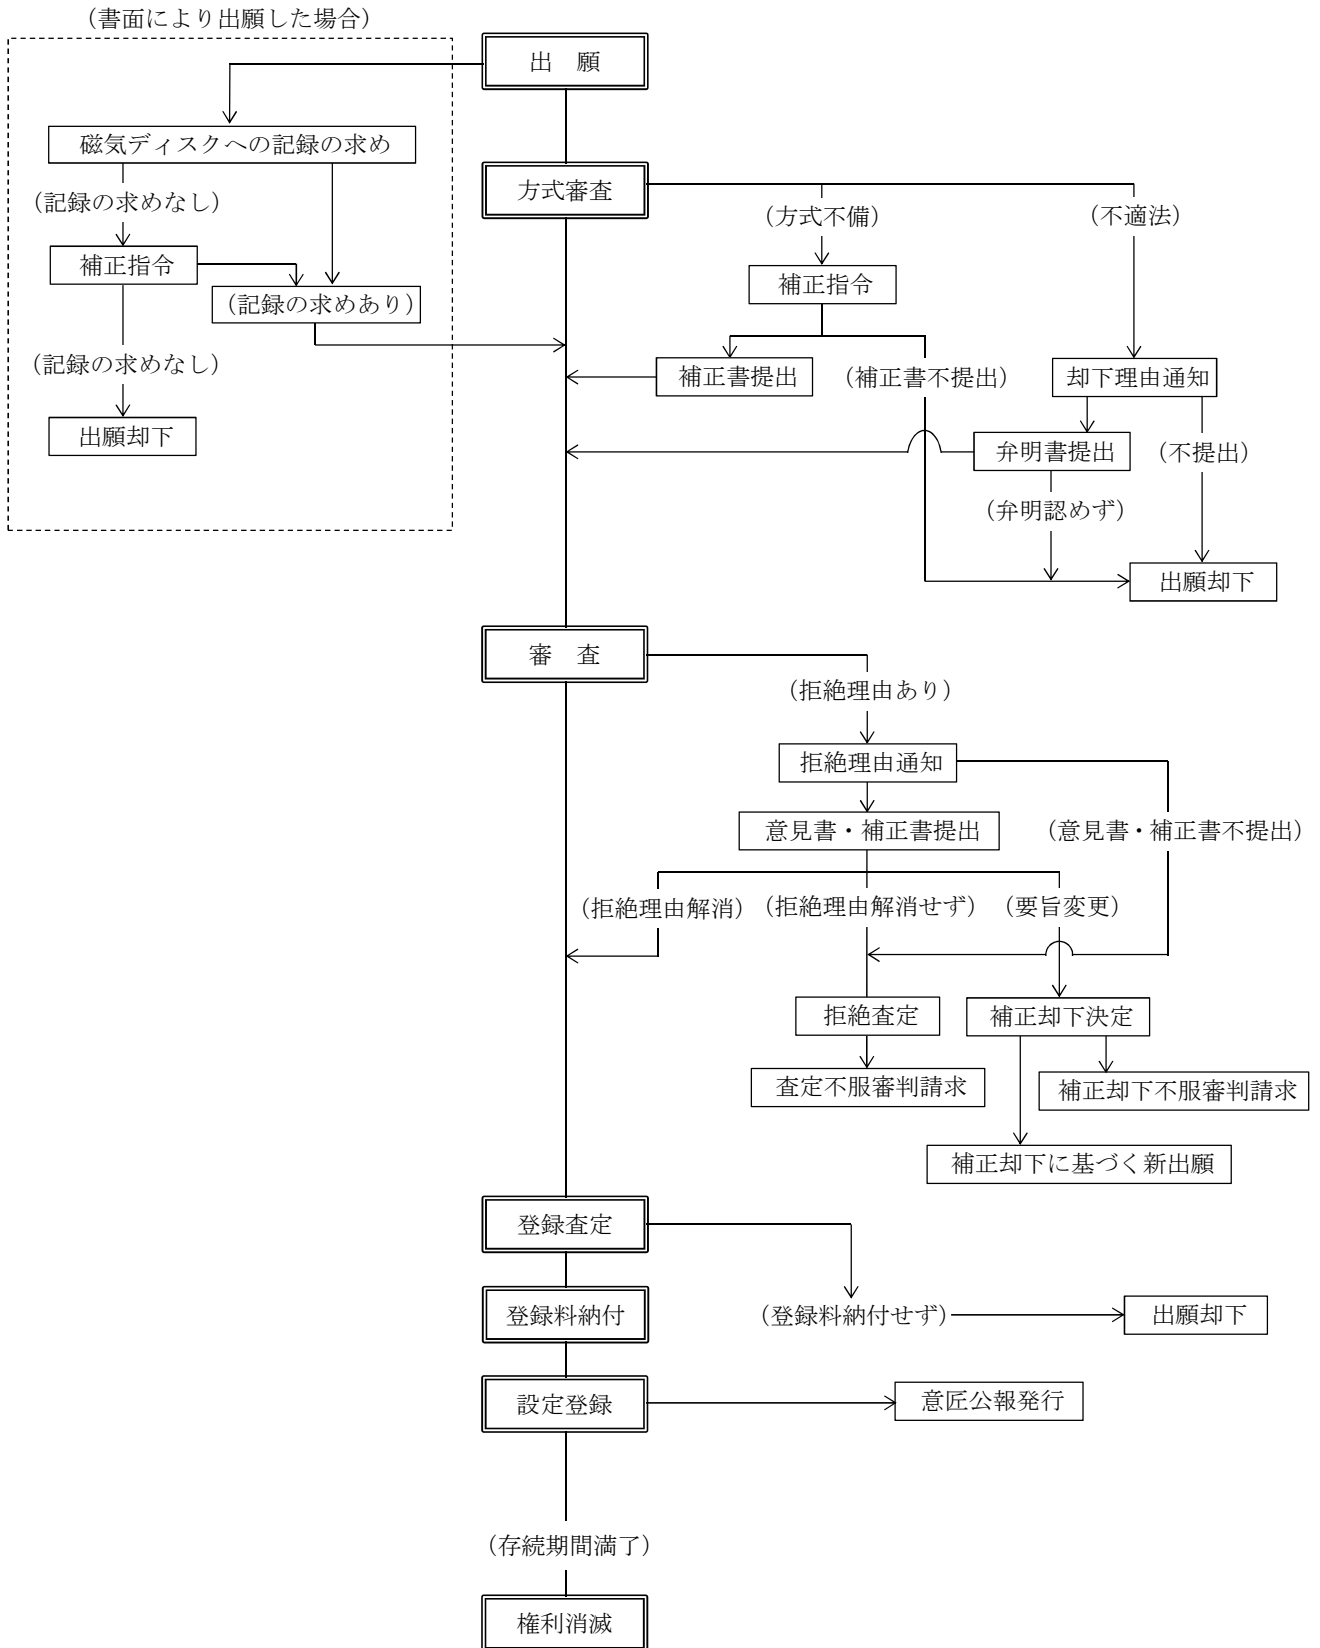 (書面により出願した場合)
出 願
磁気ディスクへの記録の求め
(記録の求めなし)
補正指令
(記録の求めあり)
(記録の求めなし)
出願却下
方式審査
(方式不備)
(不適法)
補正指令
補正書提出
(補正書不提出)
却下理由通知
弁明書提出
(不提出)
(弁明認めず)
出願却下
審 査
(拒絶理由あり)
拒絶理由通知
意見書・補正書提出
(意見書・補正書不提出)
(拒絶理由解消)
(拒絶理由解消せず)
(要旨変更)
拒絶査定
補正却下決定
査定不服審判請求
補正却下不服審判請求
補正却下に基づく新出願
登録査定
登録料納付
(登録料納付せず)
出願却下
設定登録
意匠公報発行
(存続期間満了)
権利消滅